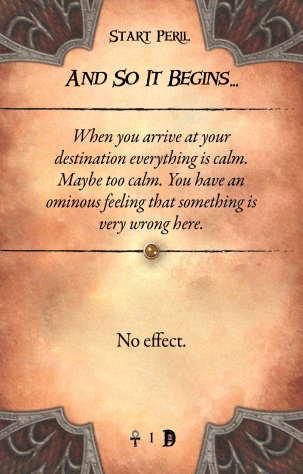 Start Peril
And So It Begins...
When you arrive at your
destination everything is calm.
Maybe too calm. You have an
ominous feeling that something is
very wrong here.
No effect.
☥ 1 D